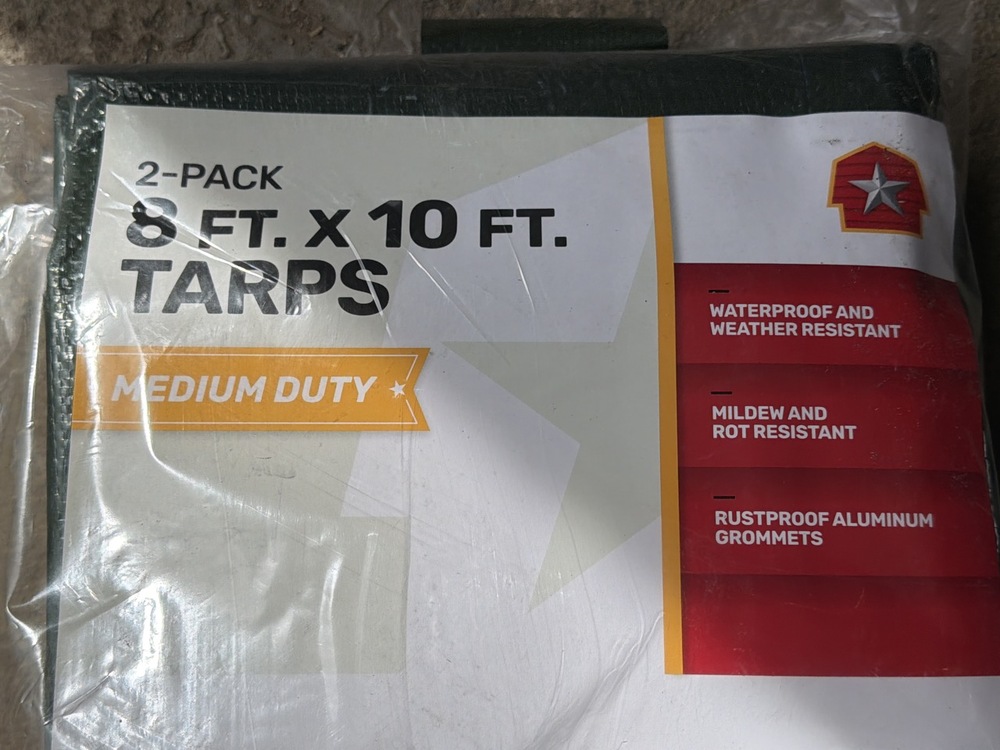 2-PACK
8 FT. X 10 FT.
TARPS
MEDIUM DUTY
WATERPROOF AND
WEATHER RESISTANT
MILDEW AND
ROT RESISTANT
RUSTPROOF ALUMINUM
GROMMETS